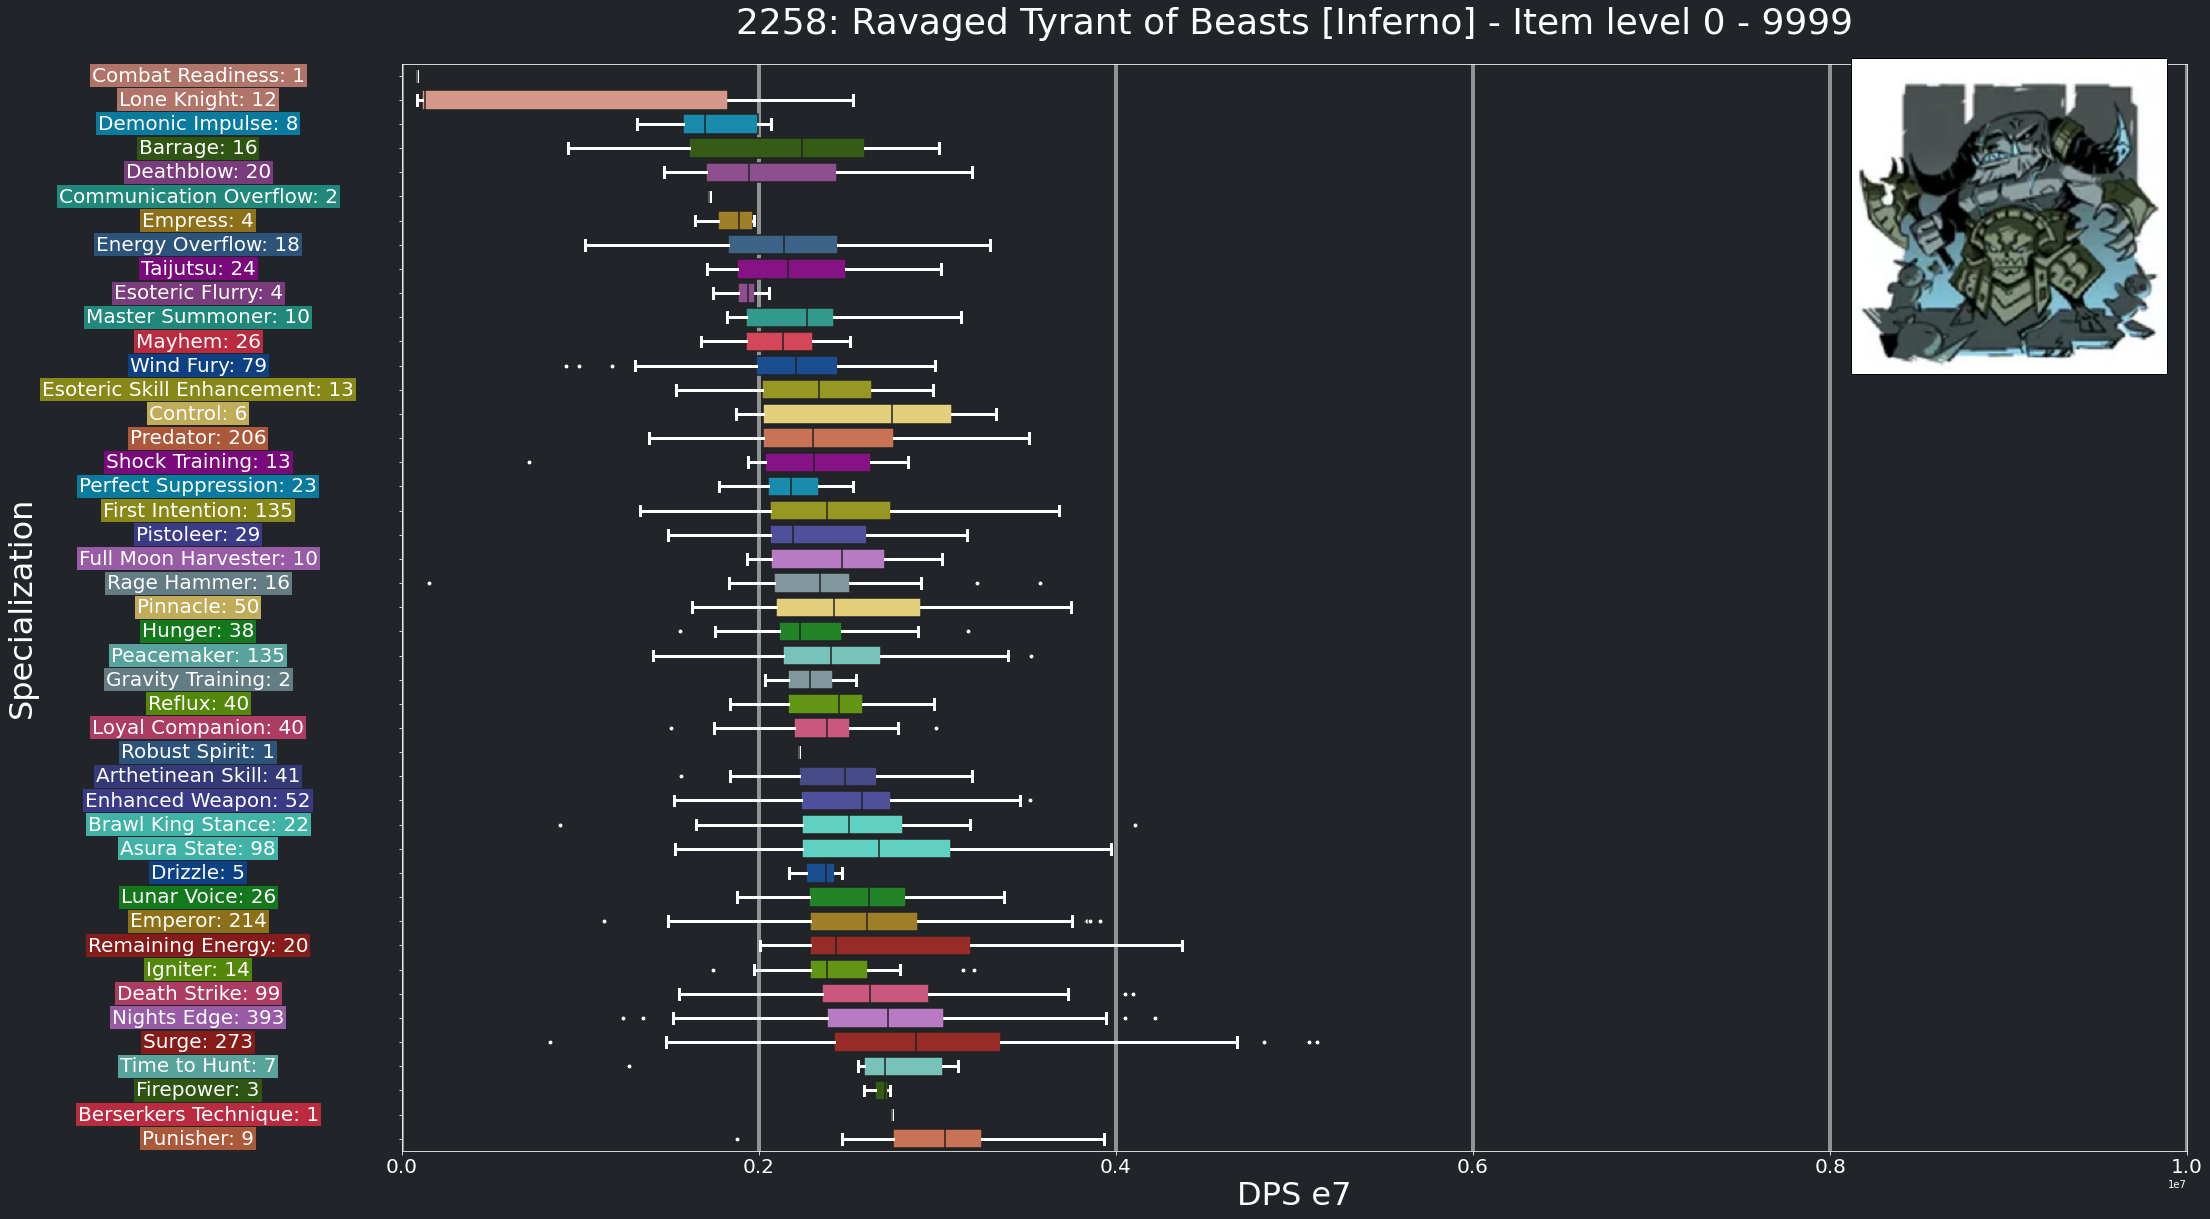 2258: Ravaged Tyrant of Beasts [Inferno] - Item level 0 - 9999
Specialization
Combat Readiness: 1
Lone Knight: 12
Demonic Impulse: 8
Barrage: 16
Deathblow: 20
Communication Overflow: 2
Empress: 4
Energy Overflow: 18
Taijutsu: 24
Esoteric Flurry: 4
Master Summoner: 10
Mayhem: 26
Wind Fury: 79
Esoteric Skill Enhancement: 13
Control: 6
Predator: 206
Shock Training: 13
Perfect Suppression: 23
First Intention: 135
Pistoleer: 29
Full Moon Harvester: 10
Rage Hammer: 16
Pinnacle: 50
Hunger: 38
Peacemaker: 135
Gravity Training: 2
Reflux: 40
Loyal Companion: 40
Robust Spirit: 1
Arthetinean Skill: 41
Enhanced Weapon: 52
Brawl King Stance: 22
Asura State: 98
Drizzle: 5
Lunar Voice: 26
Emperor: 214
Remaining Energy: 20
Igniter: 14
Death Strike: 99
Nights Edge: 393
Surge: 273
Time to Hunt: 7
Firepower: 3
Berserkers Technique: 1
Punisher: 9
0.0 0.2 0.4 0.6 0.8 1.0
1e7
DPS e7